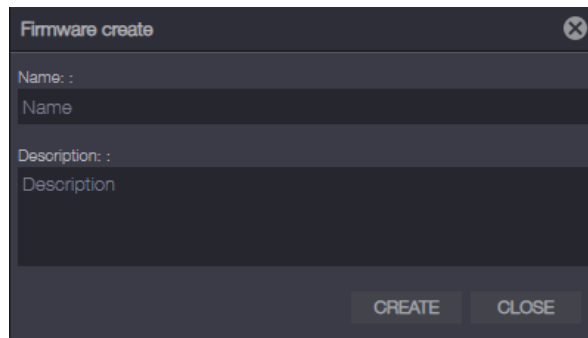 Firmware create
Name: :
Name
Description: :
Description
CREATE CLOSE